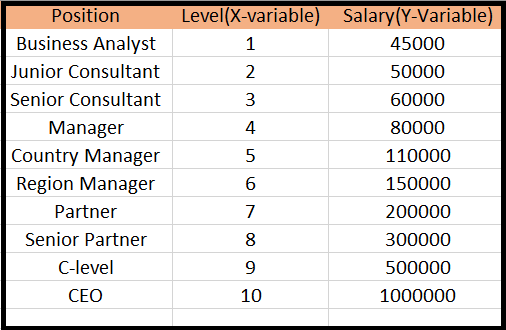 Position Level(X-variable) Salary(Y-Variable)
Business Analyst 1 45000
Junior Consultant 2 50000
Senior Consultant 3 60000
Manager 4 80000
Country Manager 5 110000
Region Manager 6 150000
Partner 7 200000
Senior Partner 8 300000
C-level 9 500000
CEO 10 1000000